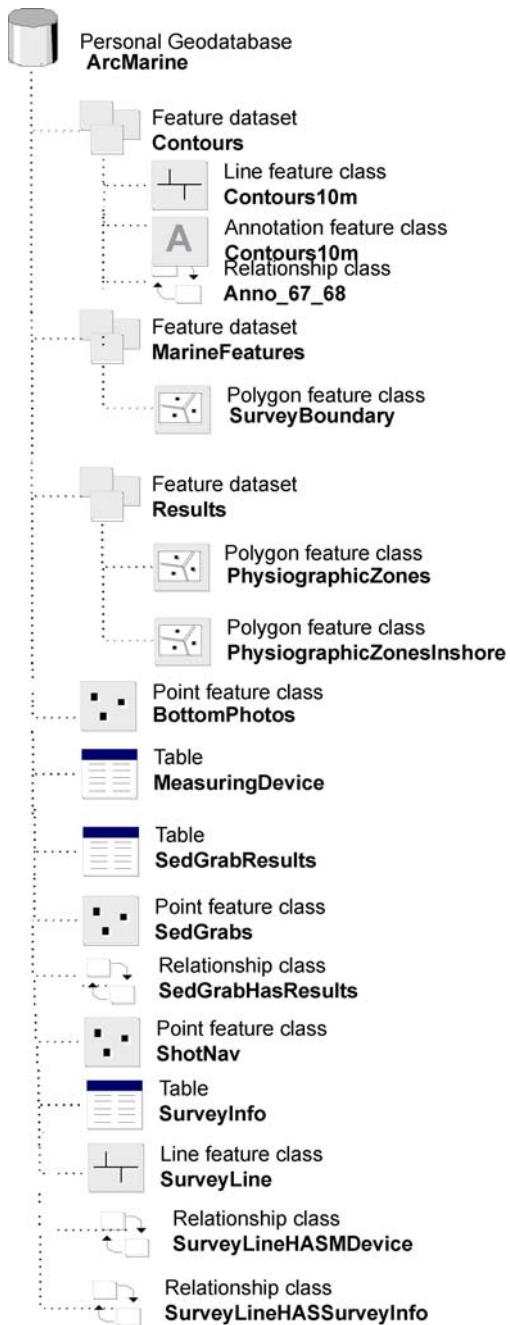 Personal Geodatabase
ArcMarine
Feature dataset
Contours
Line feature class
Contours10m
A
Annotation feature class
Contours10m
Relationship class
Anno_67_68
Feature dataset
MarineFeatures
Polygon feature class
SurveyBoundary
Feature dataset
Results
Polygon feature class
PhysiographicZones
Polygon feature class
PhysiographicZonesInshore
Point feature class
BottomPhotos
Table
MeasuringDevice
Table
SedGrabResults
Point feature class
SedGrabs
Relationship class
SedGrabHasResults
Point feature class
ShotNav
Table
SurveyInfo
Line feature class
SurveyLine
Relationship class
SurveyLineHASMDevice
Relationship class
SurveyLineHASSurveyInfo